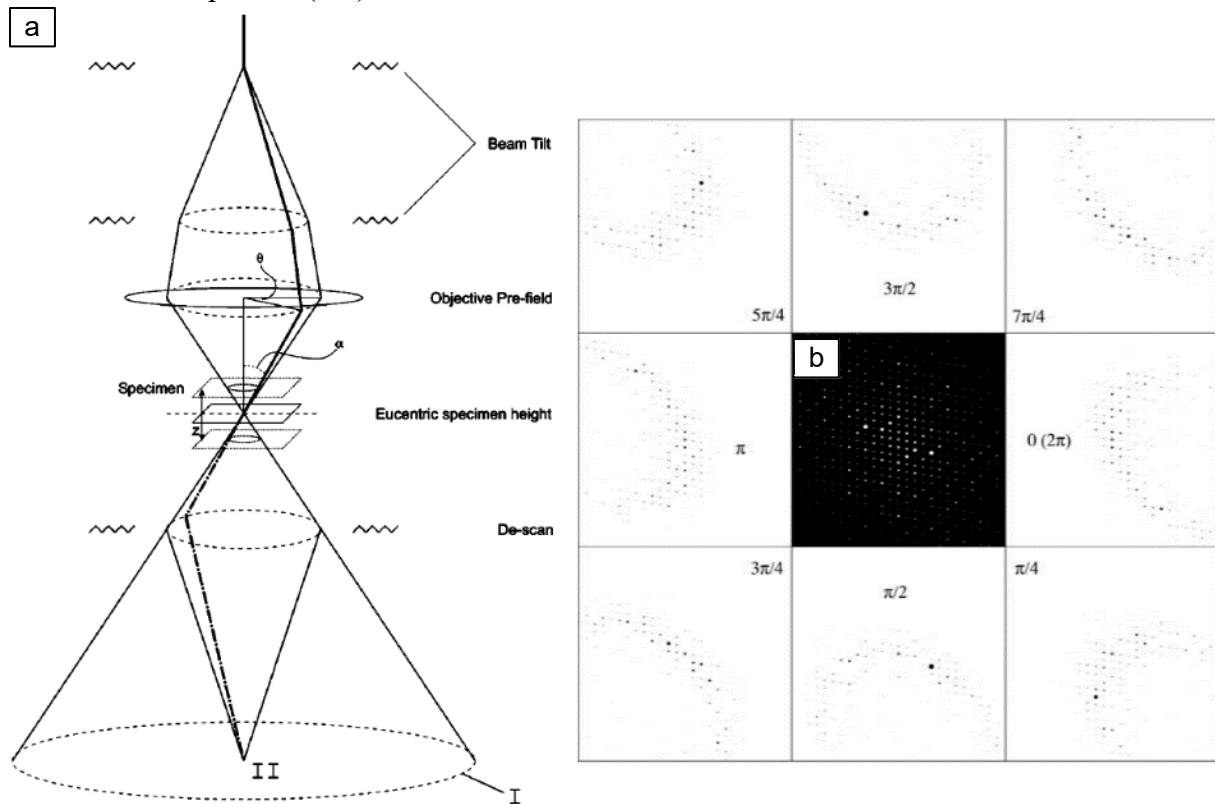 a
Beam Tilt
θ
Objective Pre-field
α
Specimen
Eucentric specimen height
z
De-scan
II
I
5π/4
3π/2
7π/4
π
b
0 (2π)
3π/4
π/2
π/4